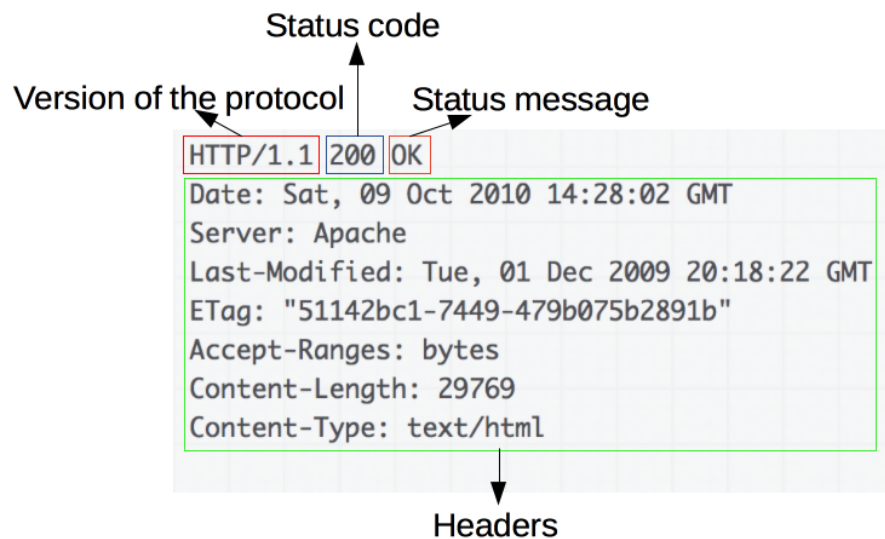 Status code
Version of the protocol
Status message
HTTP/1.1 200 OK
Date: Sat, 09 Oct 2010 14:28:02 GMT
Server: Apache
Last-Modified: Tue, 01 Dec 2009 20:18:22 GMT
ETag: "51142bc1-7449-479b075b2891b"
Accept-Ranges: bytes
Content-Length: 29769
Content-Type: text/html
Headers